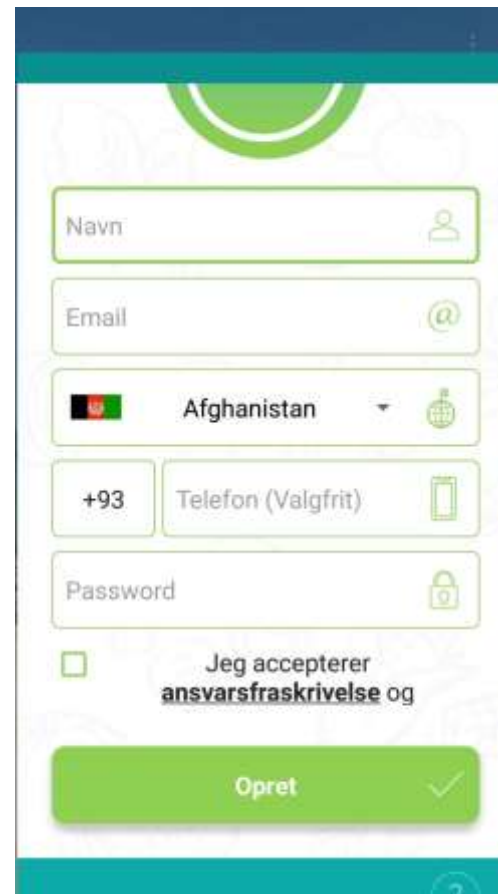 Navn
Email
@
Afghanistan
+93 Telefon (Valgfrit)
Password
Jeg accepterer
ansvarsfraskrivelse og
Opret
?